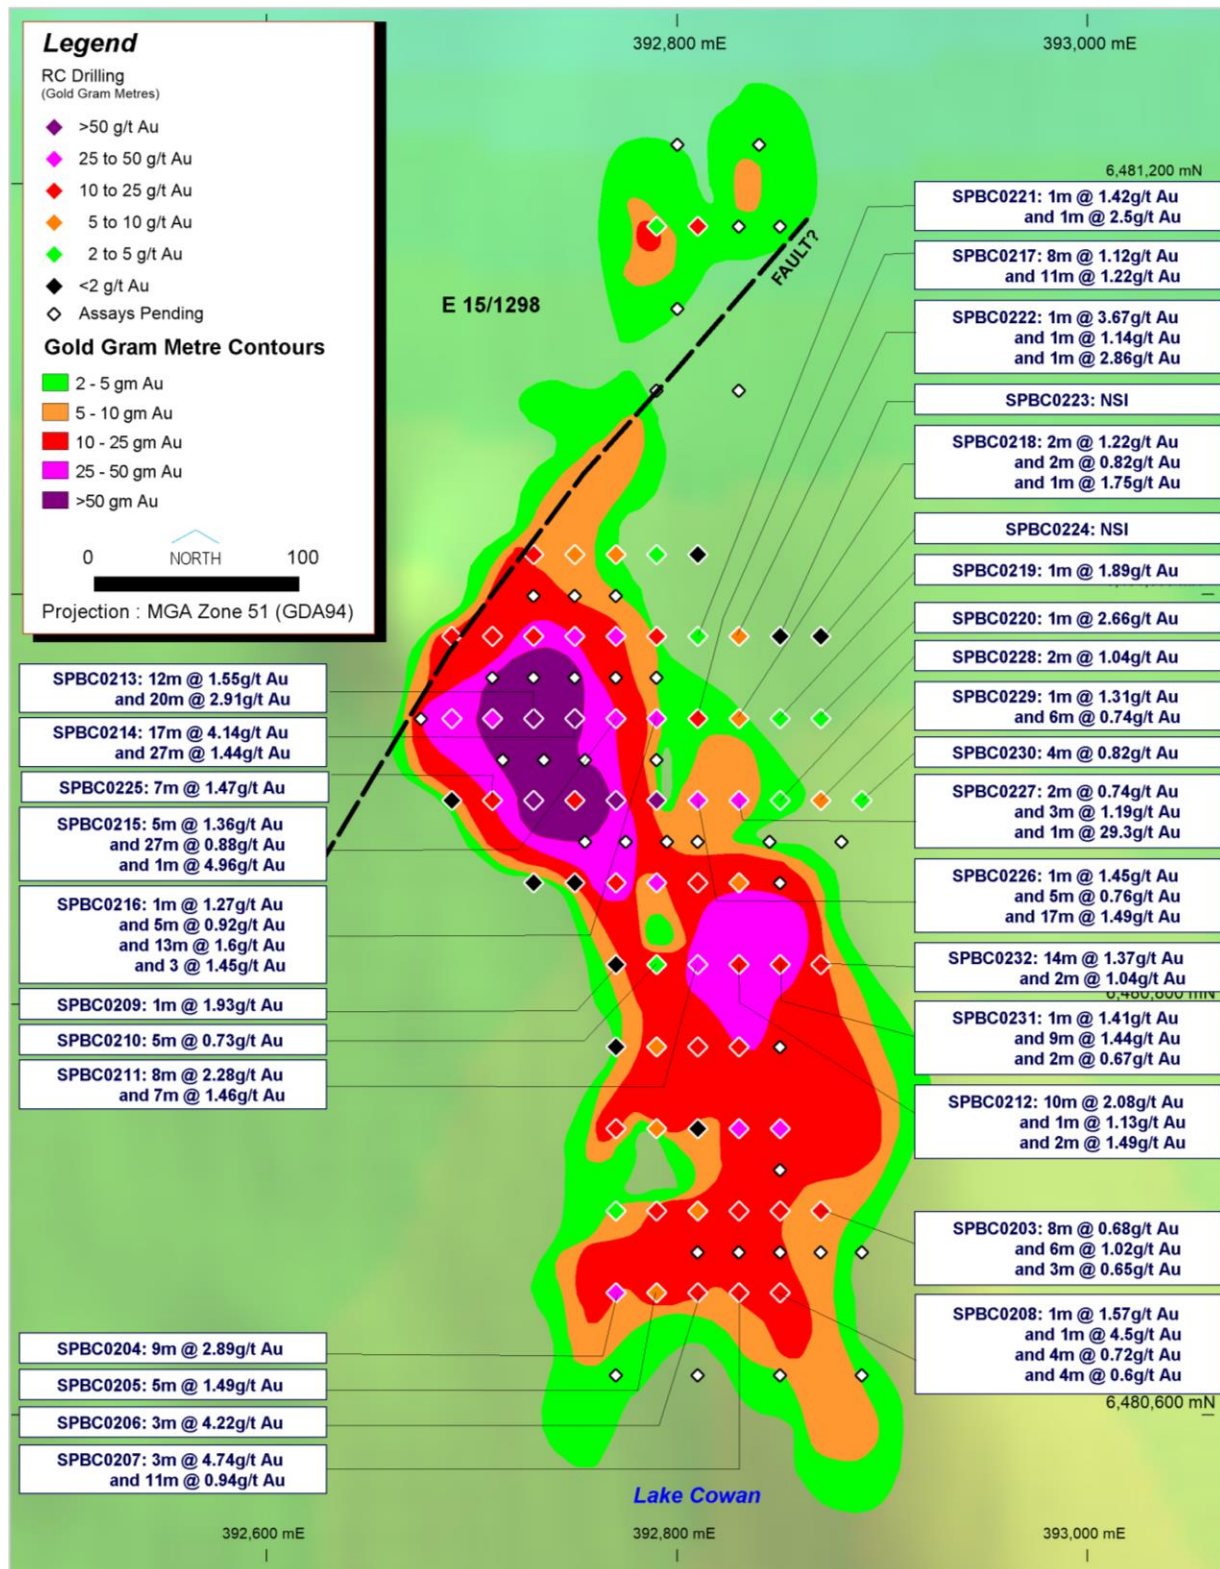 Legend
RC Drilling
(Gold Gram Metres)
>50 g/t Au
25 to 50 g/t Au
10 to 25 g/t Au
5 to 10 g/t Au
2 to 5 g/t Au
<2 g/t Au
Assays Pending
Gold Gram Metre Contours
2 - 5 gm Au
5 - 10 gm Au
10 - 25 gm Au
25 - 50 gm Au
>50 gm Au
0 NORTH 100
Projection : MGA Zone 51 (GDA94)
392,800 mE
393,000 mE
6,481,200 mN
E 15/1298
FAULT?
SPBC0221: 1m @ 1.42g/t Au
and 1m @ 2.5g/t Au
SPBC0217: 8m @ 1.12g/t Au
and 11m @ 1.22g/t Au
SPBC0222: 1m @ 3.67g/t Au
and 1m @ 1.14g/t Au
and 1m @ 2.86g/t Au
SPBC0223: NSI
SPBC0218: 2m @ 1.22g/t Au
and 2m @ 0.82g/t Au
and 1m @ 1.75g/t Au
SPBC0224: NSI
SPBC0219: 1m @ 1.89g/t Au
SPBC0220: 1m @ 2.66g/t Au
SPBC0228: 2m @ 1.04g/t Au
SPBC0229: 1m @ 1.31g/t Au
and 6m @ 0.74g/t Au
SPBC0230: 4m @ 0.82g/t Au
SPBC0227: 2m @ 0.74g/t Au
and 3m @ 1.19g/t Au
and 1m @ 29.3g/t Au
SPBC0226: 1m @ 1.45g/t Au
and 5m @ 0.76g/t Au
and 17m @ 1.49g/t Au
SPBC0232: 14m @ 1.37g/t Au
and 2m @ 1.04g/t Au
6,480,800 mN
SPBC0231: 1m @ 1.41g/t Au
and 9m @ 1.44g/t Au
and 2m @ 0.67g/t Au
SPBC0212: 10m @ 2.08g/t Au
and 1m @ 1.13g/t Au
and 2m @ 1.49g/t Au
SPBC0203: 8m @ 0.68g/t Au
and 6m @ 1.02g/t Au
and 3m @ 0.65g/t Au
SPBC0208: 1m @ 1.57g/t Au
and 1m @ 4.5g/t Au
and 4m @ 0.72g/t Au
and 4m @ 0.6g/t Au
6,480,600 mN
SPBC0213: 12m @ 1.55g/t Au
and 20m @ 2.91g/t Au
SPBC0214: 17m @ 4.14g/t Au
and 27m @ 1.44g/t Au
SPBC0225: 7m @ 1.47g/t Au
SPBC0215: 5m @ 1.36g/t Au
and 27m @ 0.88g/t Au
and 1m @ 4.96g/t Au
SPBC0216: 1m @ 1.27g/t Au
and 5m @ 0.92g/t Au
and 13m @ 1.6g/t Au
and 3 @ 1.45g/t Au
SPBC0209: 1m @ 1.93g/t Au
SPBC0210: 5m @ 0.73g/t Au
SPBC0211: 8m @ 2.28g/t Au
and 7m @ 1.46g/t Au
SPBC0204: 9m @ 2.89g/t Au
SPBC0205: 5m @ 1.49g/t Au
SPBC0206: 3m @ 4.22g/t Au
SPBC0207: 3m @ 4.74g/t Au
and 11m @ 0.94g/t Au
Lake Cowan
392,600 mE
392,800 mE
393,000 mE